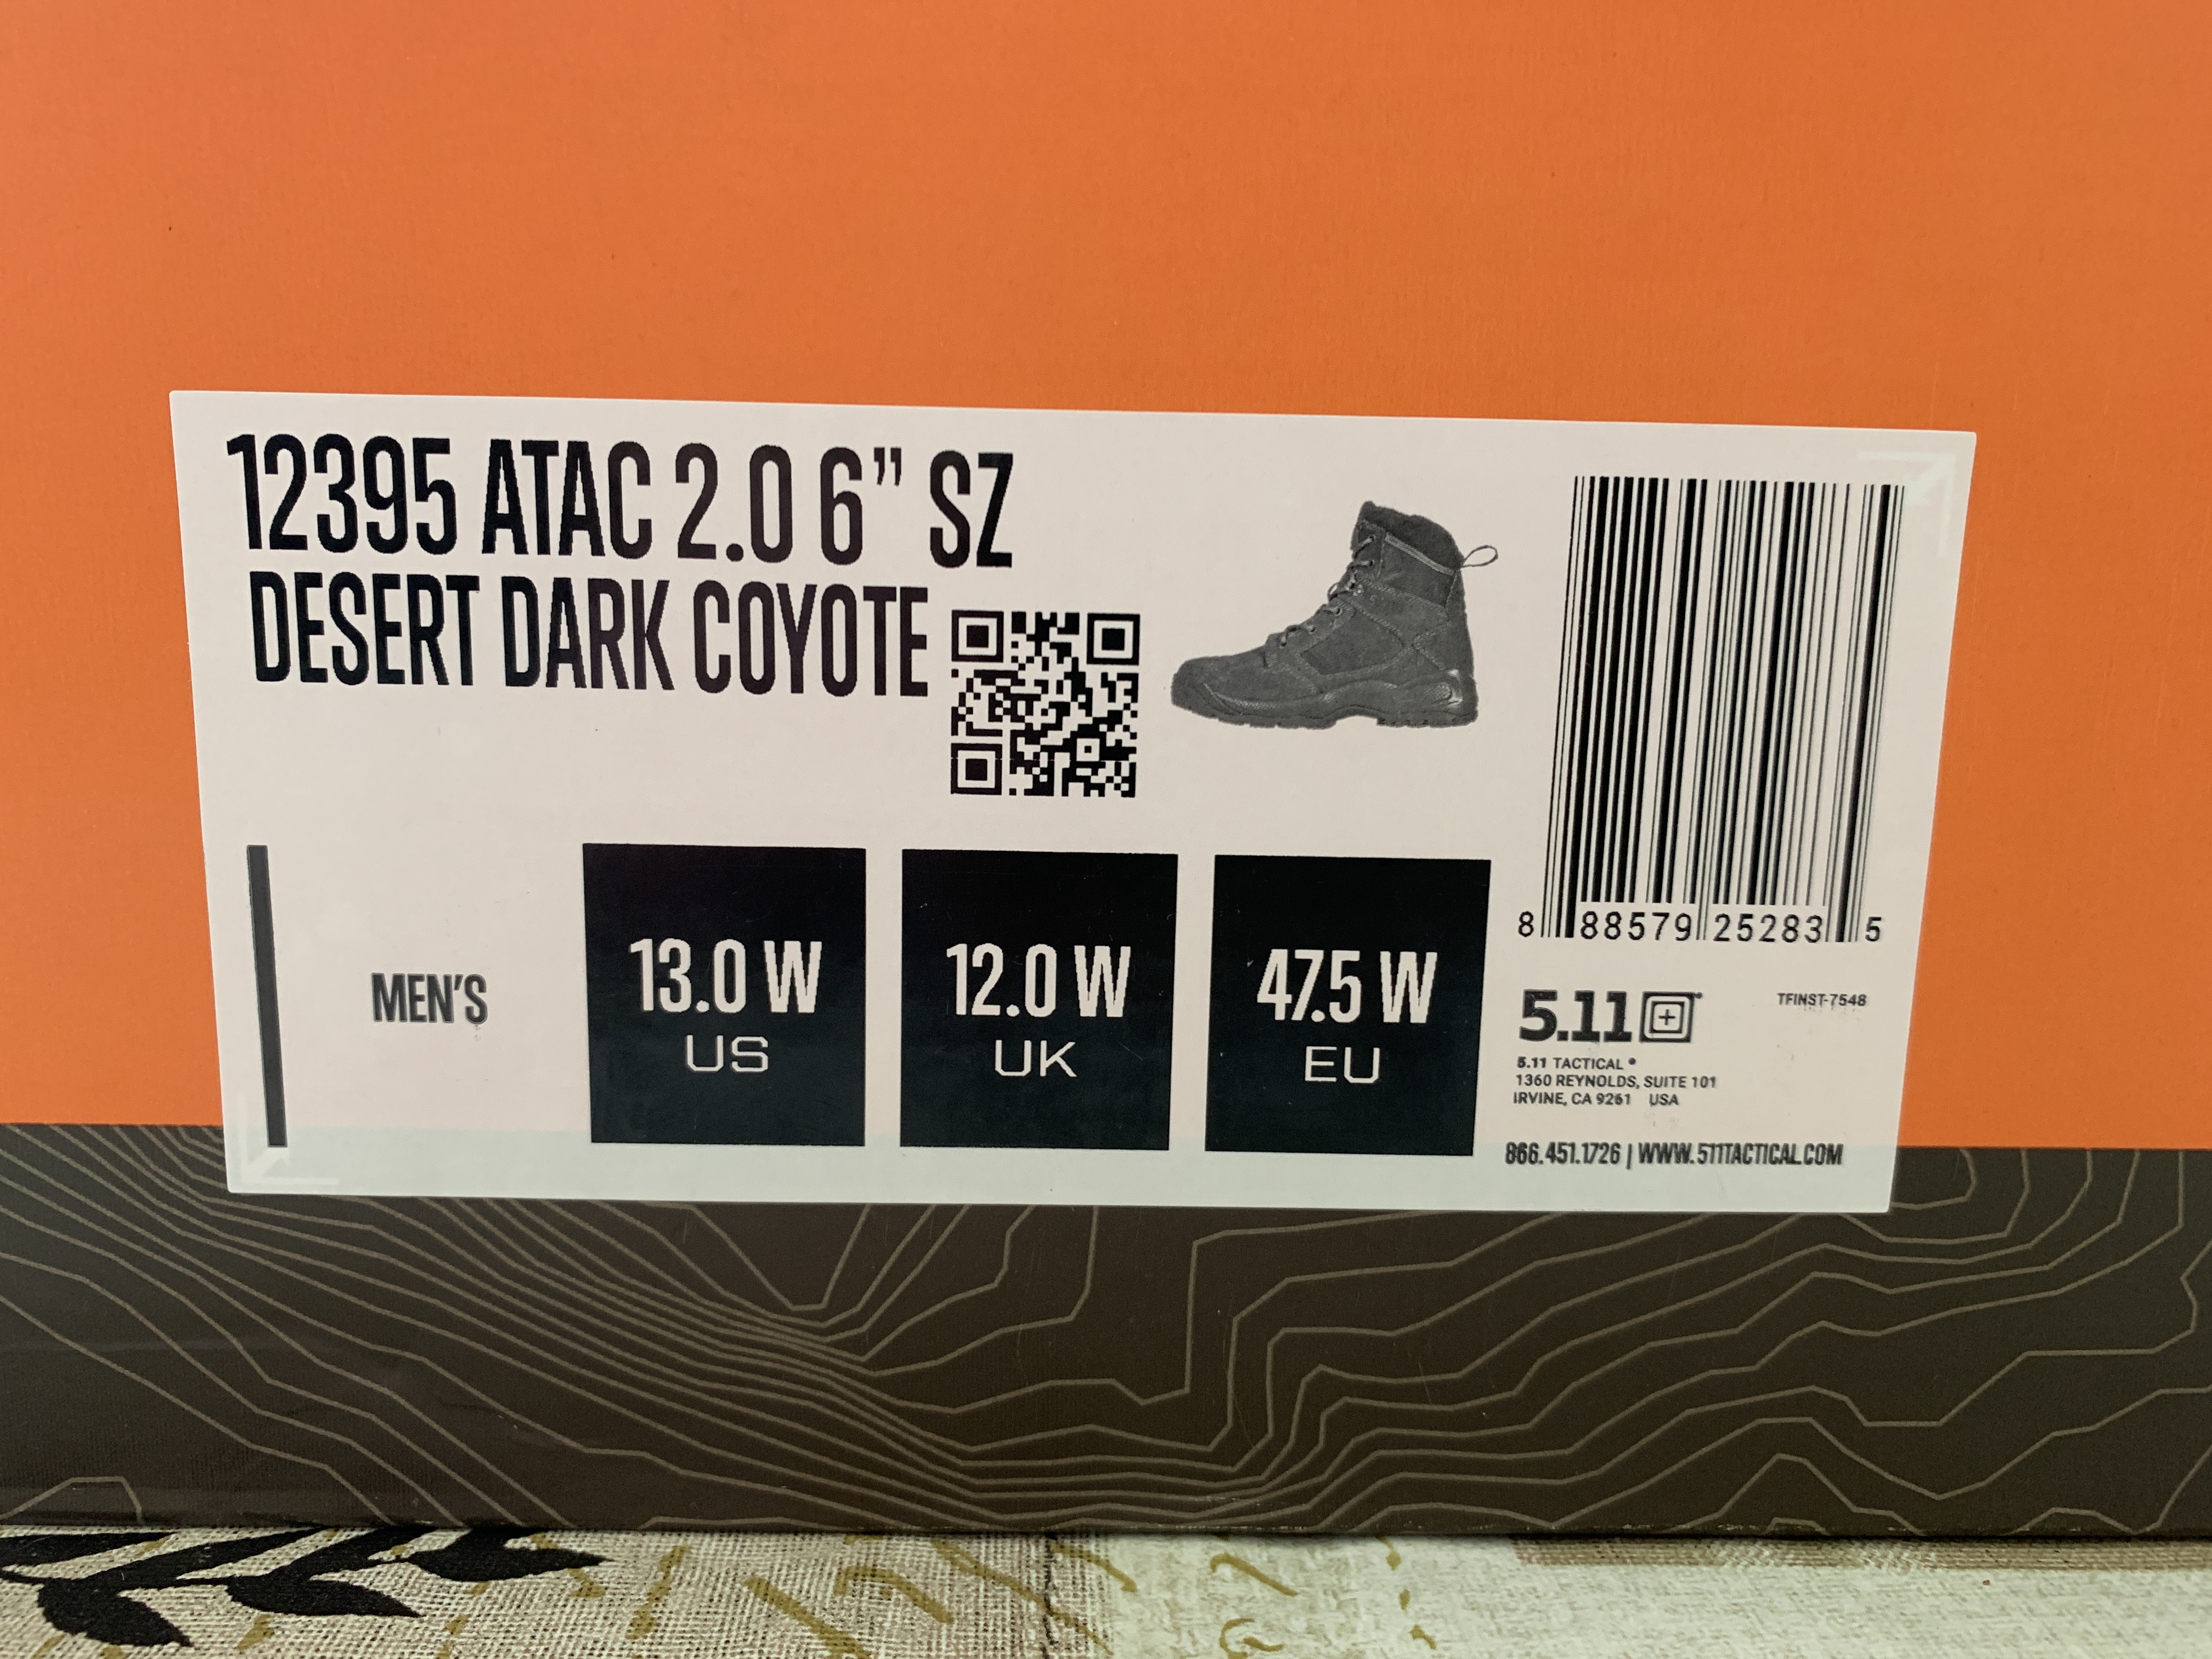 12395 ATAC 2.0 6” SZ
DESERT DARK COYOTE
MEN'S
13.0 W
US
12.0 W
UK
47.5 W
EU
8 88579 25283 5
5.11
TFINST-7548
5.11 TACTICAL
1360 REYNOLDS, SUITE 101
IRVINE, CA 9261 USA
866.451.1726 | WWW.511TACTICAL.COM